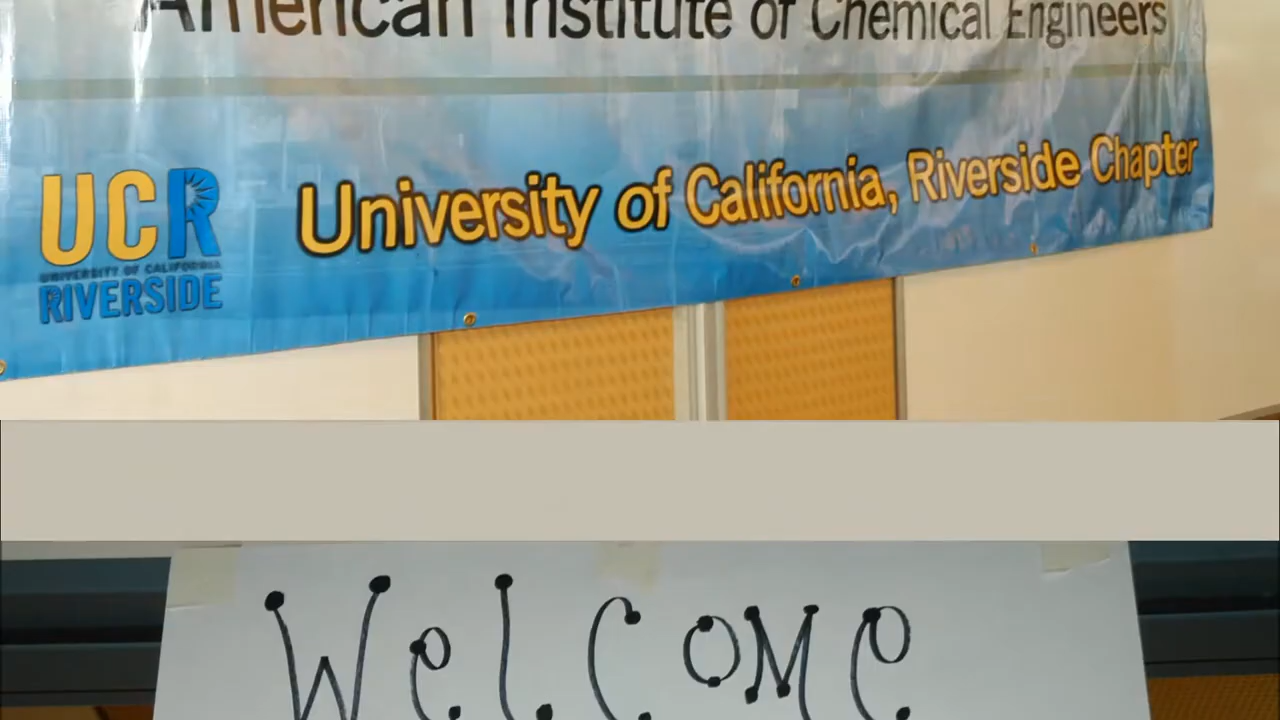 American Institute of Chemical Engineers
UCR
UNIVERSITY OF CALIFORNIA
RIVERSIDE
University of California, Riverside Chapter
WelCOMe